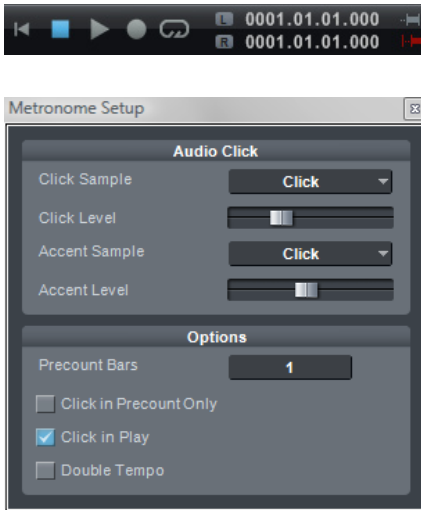 L 0001.01.01.000
R 0001.01.01.000
Metronome Setup
Audio Click
Click Sample Click
Click Level
Accent Sample Click
Accent Level
Options
Precount Bars 1
Click in Precount Only
Click in Play
Double Tempo